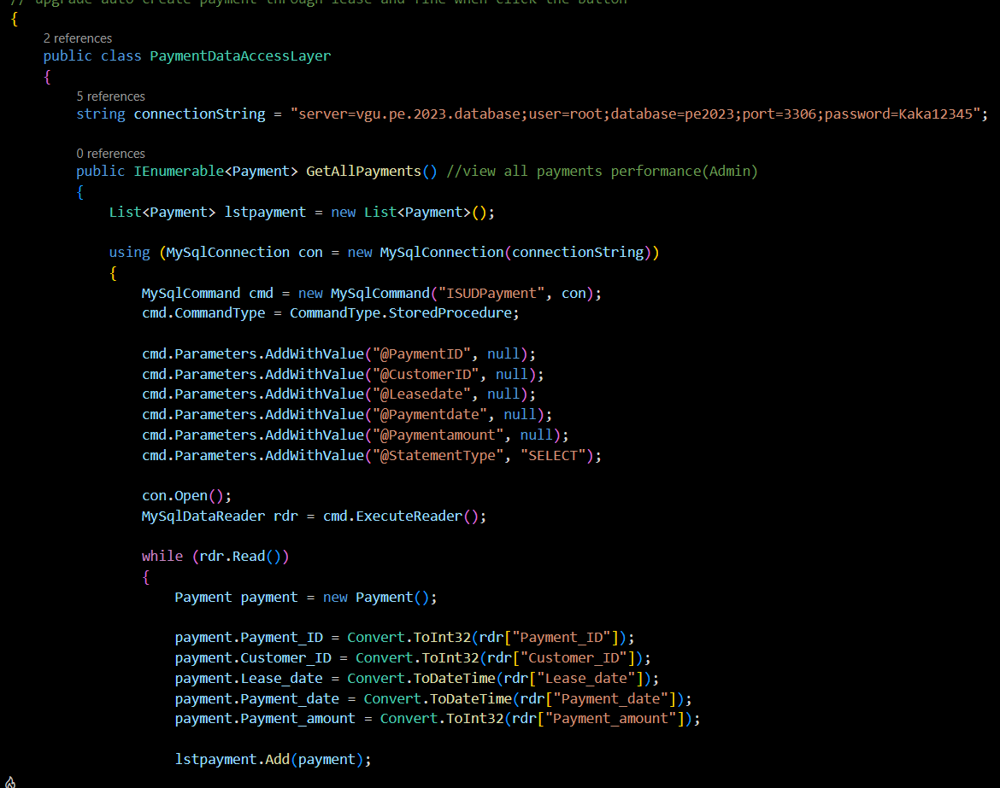 // upgrade auto create payment through lease and fine when click the button
{
2 references
public class PaymentDataAccessLayer
{
5 references
string connectionString = "server=vgu.pe.2023.database;user=root;database=pe2023;port=3306;password=Kaka12345";
0 references
public IEnumerable<Payment> GetAllPayments() //view all payments performance(Admin)
{
List<Payment> lstpayment = new List<Payment>();
using (MySqlConnection con = new MySqlConnection(connectionString))
{
MySqlCommand cmd = new MySqlCommand("ISUDPayment", con);
cmd.CommandType = CommandType.StoredProcedure;
cmd.Parameters.AddWithValue("@PaymentID", null);
cmd.Parameters.AddWithValue("@CustomerID", null);
cmd.Parameters.AddWithValue("@Leasedate", null);
cmd.Parameters.AddWithValue("@Paymentdate", null);
cmd.Parameters.AddWithValue("@Paymentamount", null);
cmd.Parameters.AddWithValue("@StatementType", "SELECT");
con.Open();
MySqlDataReader rdr = cmd.ExecuteReader();
while (rdr.Read())
{
Payment payment = new Payment();
payment.Payment_ID = Convert.ToInt32(rdr["Payment_ID"]);
payment.Customer_ID = Convert.ToInt32(rdr["Customer_ID"]);
payment.Lease_date = Convert.ToDateTime(rdr["Lease_date"]);
payment.Payment_date = Convert.ToDateTime(rdr["Payment_date"]);
payment.Payment_amount = Convert.ToInt32(rdr["Payment_amount"]);
lstpayment.Add(payment);